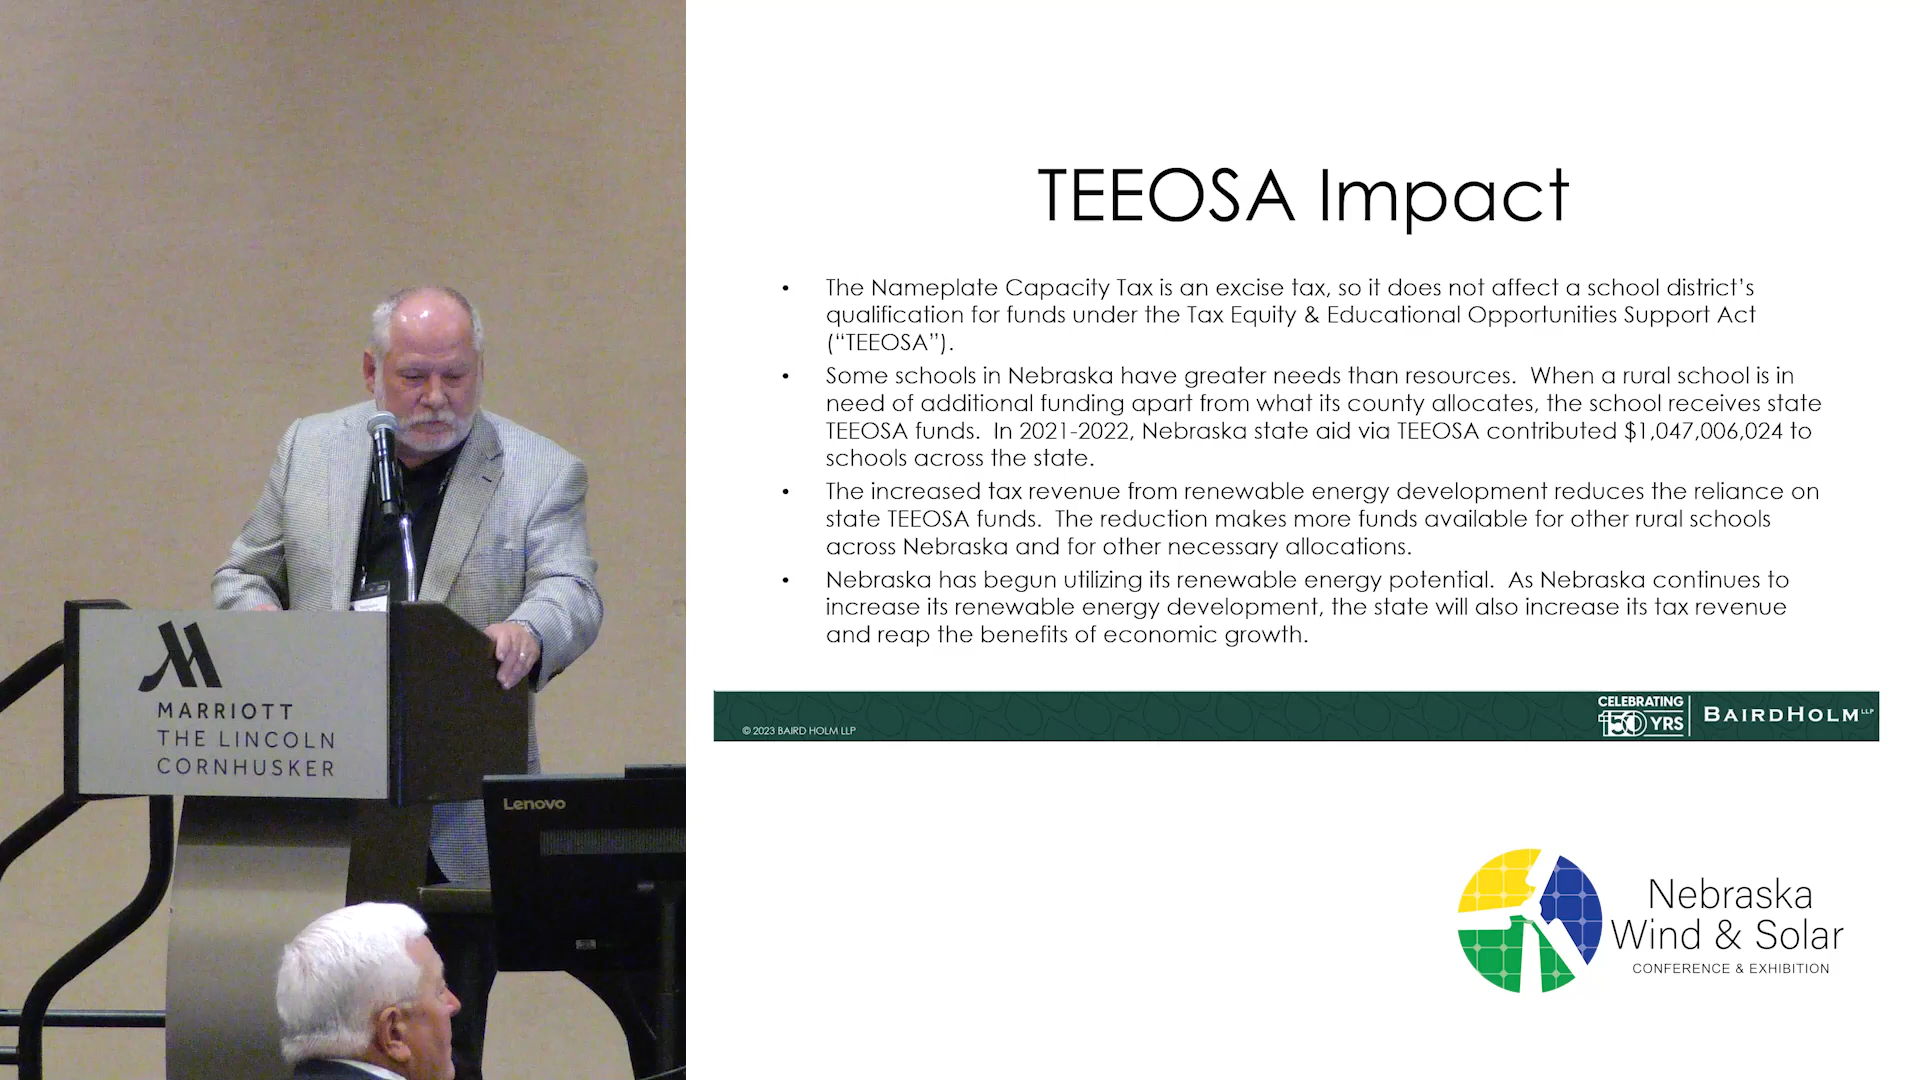 MARRIOTT
THE LINCOLN
CORNHUSKER
Lenovo
TEEOSA Impact
• The Nameplate Capacity Tax is an excise tax, so it does not affect a school district’s
qualification for funds under the Tax Equity & Educational Opportunities Support Act
(“TEEOSA”).
• Some schools in Nebraska have greater needs than resources.  When a rural school is in
need of additional funding apart from what its county allocates, the school receives state
TEEOSA funds.  In 2021-2022, Nebraska state aid via TEEOSA contributed $1,047,006,024 to
schools across the state.
• The increased tax revenue from renewable energy development reduces the reliance on
state TEEOSA funds.  The reduction makes more funds available for other rural schools
across Nebraska and for other necessary allocations.
• Nebraska has begun utilizing its renewable energy potential.  As Nebraska continues to
increase its renewable energy development, the state will also increase its tax revenue
and reap the benefits of economic growth.
© 2023 BAIRD HOLM LLP
CELEBRATING
150 YRS
BAIRDHOLM LLP
Nebraska
Wind & Solar
CONFERENCE & EXHIBITION